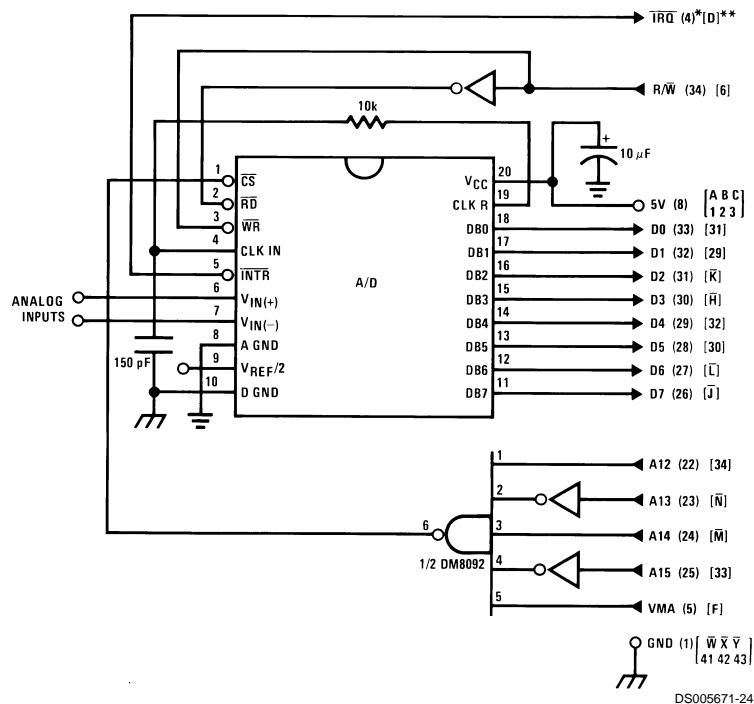 I̅R̅Q̅ (4)*[D]**
R/W̅ (34) [6]
10k
+
10 μF
1 C̅S̅
2 R̅D̅
3 W̅R̅
4 CLK IN
5 I̅N̅T̅R̅
6 VIN(+)
7 VIN(−)
8 A GND
9 VREF/2
10 D GND
A/D
VCC 20
CLK R 19
DB0 18
DB1 17
DB2 16
DB3 15
DB4 14
DB5 13
DB6 12
DB7 11
ANALOG
INPUTS
150 pF
5V (8) [A B C
1 2 3]
D0 (33) [31]
D1 (32) [29]
D2 (31) [K̅]
D3 (30) [H̅]
D4 (29) [32]
D5 (28) [30]
D6 (27) [L̅]
D7 (26) [J̅]
1 A12 (22) [34]
2 A13 (23) [N̅]
3 A14 (24) [M̅]
4 A15 (25) [33]
5 VMA (5) [F]
6
1/2 DM8092
GND (1) [W̅ X̅ Y̅
41 42 43]
DS005671-24